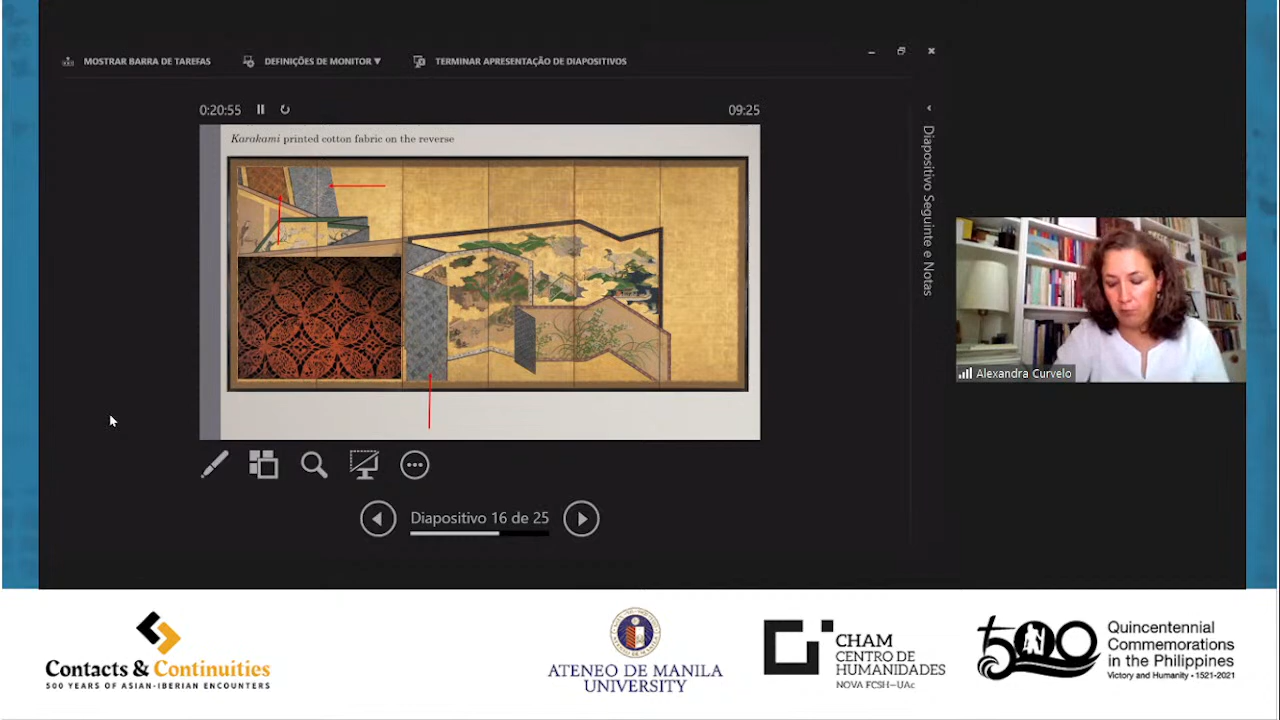 MOSTRAR BARRA DE TAREFAS
DEFINIÇÕES DE MONITOR ▼
TERMINAR APRESENTAÇÃO DE DIAPOSITIVOS
0:20:55
09:25
Karakami printed cotton fabric on the reverse
Diapositivo Seguinte e Notas
Alexandra Curvelo
Diapositivo 16 de 25
Contacts & Continuities
500 YEARS OF ASIAN-IBERIAN ENCOUNTERS
ATENEO DE MANILA
UNIVERSITY
CHAM
CENTRO DE
HUMANIDADES
NOVA FCSH—UAc
500
Quincentennial
Commemorations
in the Philippines
Victory and Humanity • 1521-2021